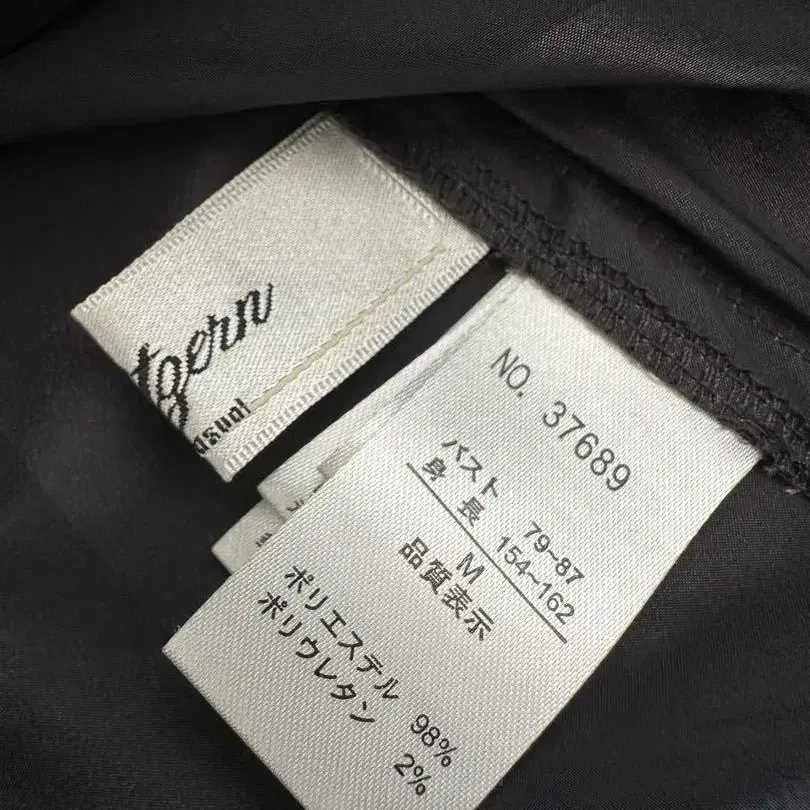 NO. 37689
バスト 79~87
身長 154~162
M
品質表示
ポリエステル 98%
ポリウレタン 2%